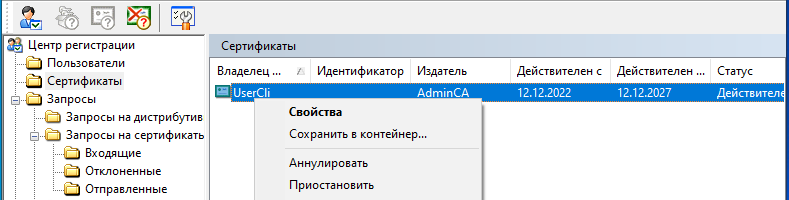 Центр регистрации
Пользователи
Сертификаты
Запросы
Запросы на дистрибутив
Запросы на сертификать
Входящие
Отклоненные
Отправленные
Сертификаты
Владелец ... Идентификатор Издатель Действителен с Действителен ... Статус
UserCli AdminCA 12.12.2022 12.12.2027 Действителе
Свойства
Сохранить в контейнер...
Аннулировать
Приостановить